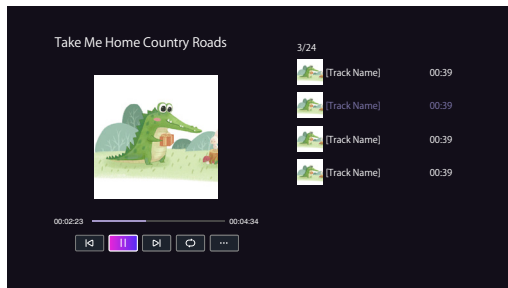 Take Me Home Country Roads
00:02:23
00:04:34
3/24
[Track Name] 00:39
[Track Name] 00:39
[Track Name] 00:39
[Track Name] 00:39